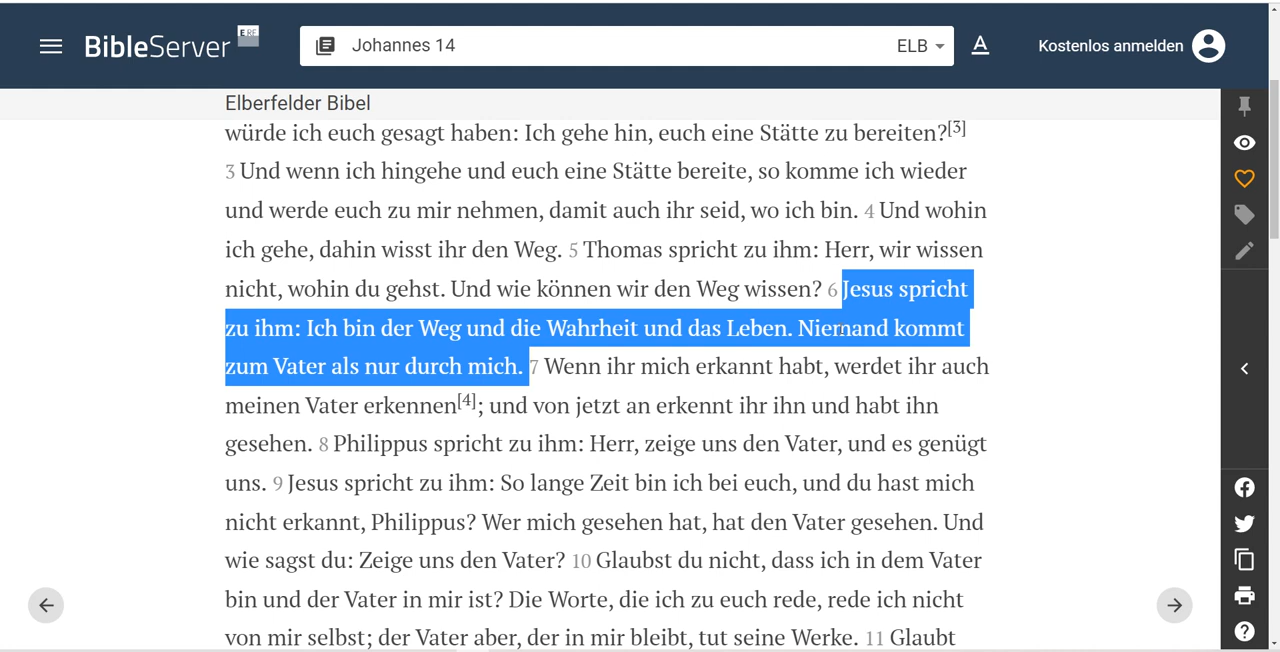 BibleServer ERF
Johannes 14
ELB
A
Kostenlos anmelden
Elberfelder Bibel
würde ich euch gesagt haben: Ich gehe hin, euch eine Stätte zu bereiten?[3]
3 Und wenn ich hingehe und euch eine Stätte bereite, so komme ich wieder
und werde euch zu mir nehmen, damit auch ihr seid, wo ich bin. 4 Und wohin
ich gehe, dahin wisst ihr den Weg. 5 Thomas spricht zu ihm: Herr, wir wissen
nicht, wohin du gehst. Und wie können wir den Weg wissen? 6 Jesus spricht
zu ihm: Ich bin der Weg und die Wahrheit und das Leben. Niemand kommt
zum Vater als nur durch mich. 7 Wenn ihr mich erkannt habt, werdet ihr auch
meinen Vater erkennen[4]; und von jetzt an erkennt ihr ihn und habt ihn
gesehen. 8 Philippus spricht zu ihm: Herr, zeige uns den Vater, und es genügt
uns. 9 Jesus spricht zu ihm: So lange Zeit bin ich bei euch, und du hast mich
nicht erkannt, Philippus? Wer mich gesehen hat, hat den Vater gesehen. Und
wie sagst du: Zeige uns den Vater? 10 Glaubst du nicht, dass ich in dem Vater
bin und der Vater in mir ist? Die Worte, die ich zu euch rede, rede ich nicht
von mir selbst; der Vater aber, der in mir bleibt, tut seine Werke. 11 Glaubt